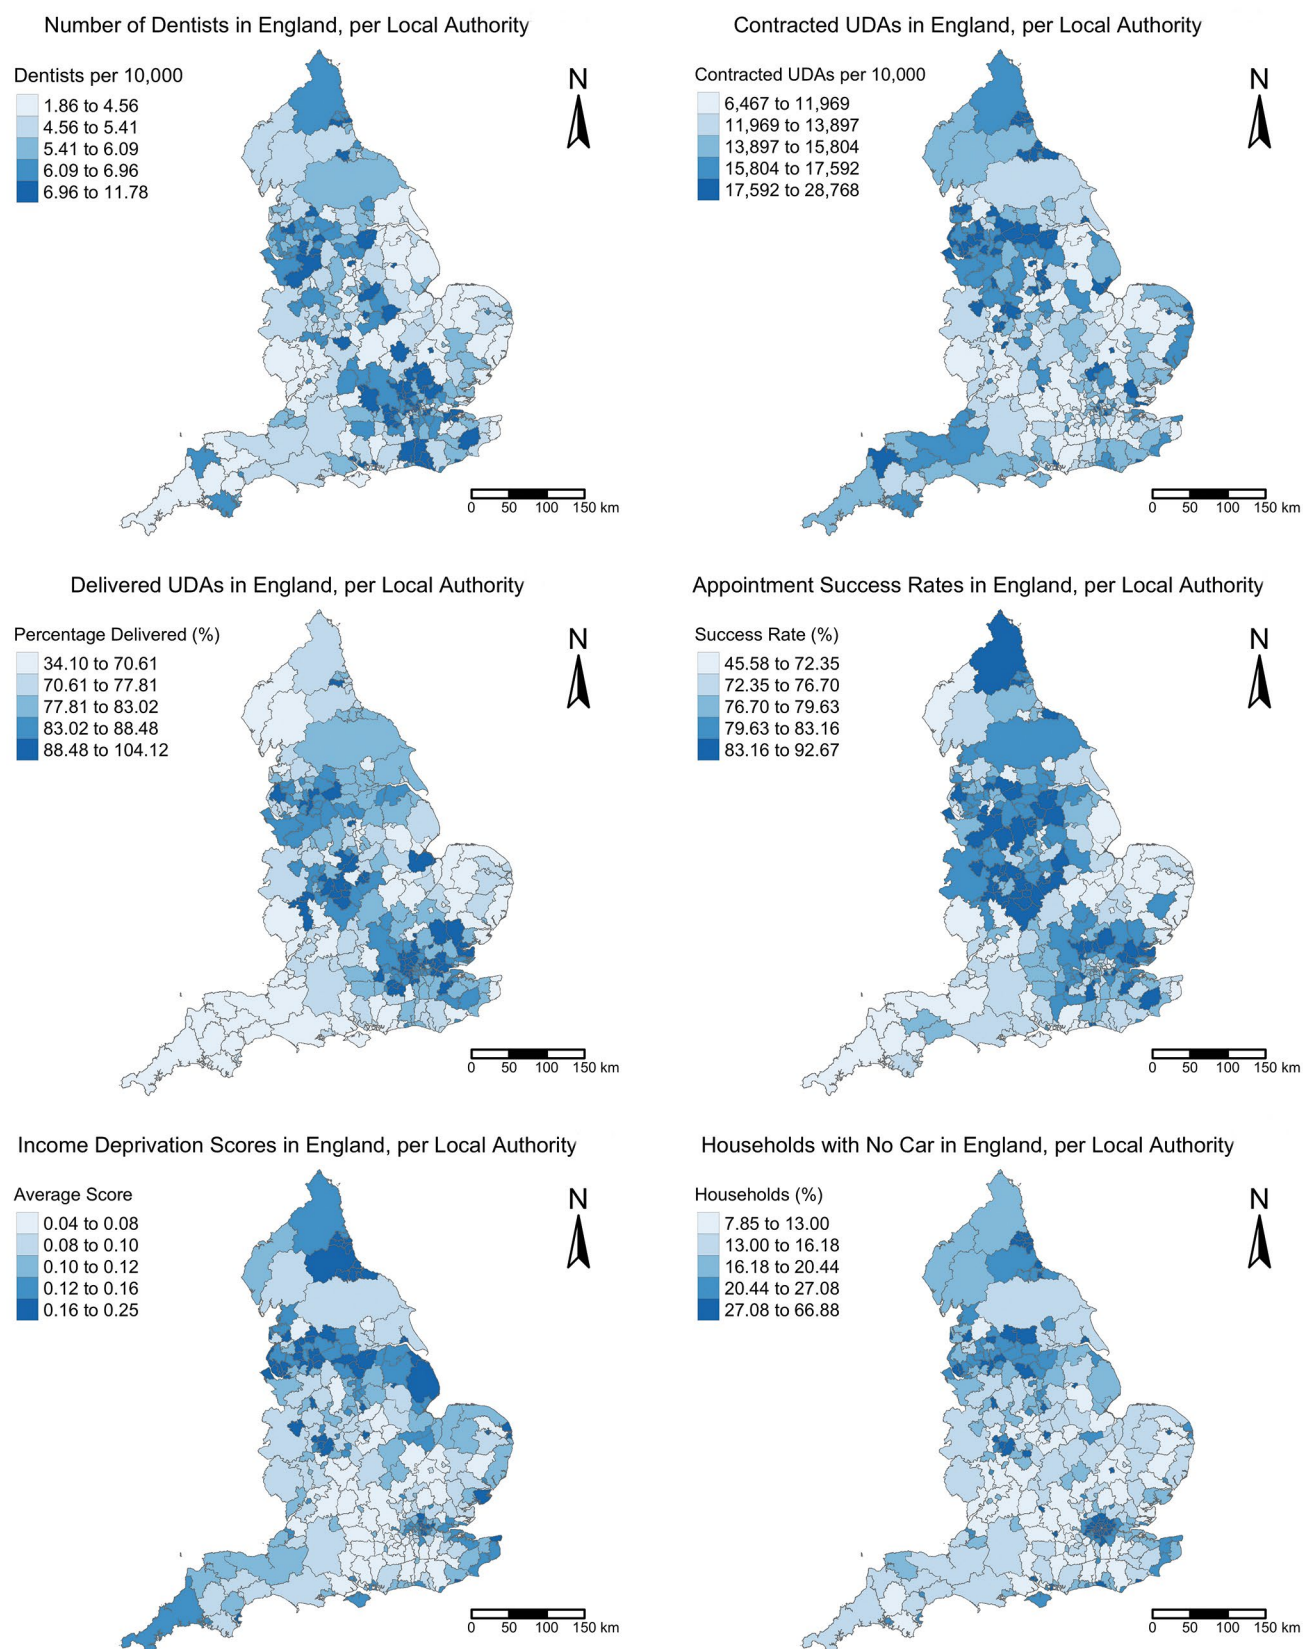 Number of Dentists in England, per Local Authority
Dentists per 10,000
1.86 to 4.56
4.56 to 5.41
5.41 to 6.09
6.09 to 6.96
6.96 to 11.78
N
0 50 100 150 km
Contracted UDAs in England, per Local Authority
Contracted UDAs per 10,000
6,467 to 11,969
11,969 to 13,897
13,897 to 15,804
15,804 to 17,592
17,592 to 28,768
N
0 50 100 150 km
Delivered UDAs in England, per Local Authority
Percentage Delivered (%)
34.10 to 70.61
70.61 to 77.81
77.81 to 83.02
83.02 to 88.48
88.48 to 104.12
N
0 50 100 150 km
Appointment Success Rates in England, per Local Authority
Success Rate (%)
45.58 to 72.35
72.35 to 76.70
76.70 to 79.63
79.63 to 83.16
83.16 to 92.67
N
0 50 100 150 km
Income Deprivation Scores in England, per Local Authority
Average Score
0.04 to 0.08
0.08 to 0.10
0.10 to 0.12
0.12 to 0.16
0.16 to 0.25
N
0 50 100 150 km
Households with No Car in England, per Local Authority
Households (%)
7.85 to 13.00
13.00 to 16.18
16.18 to 20.44
20.44 to 27.08
27.08 to 66.88
N
0 50 100 150 km